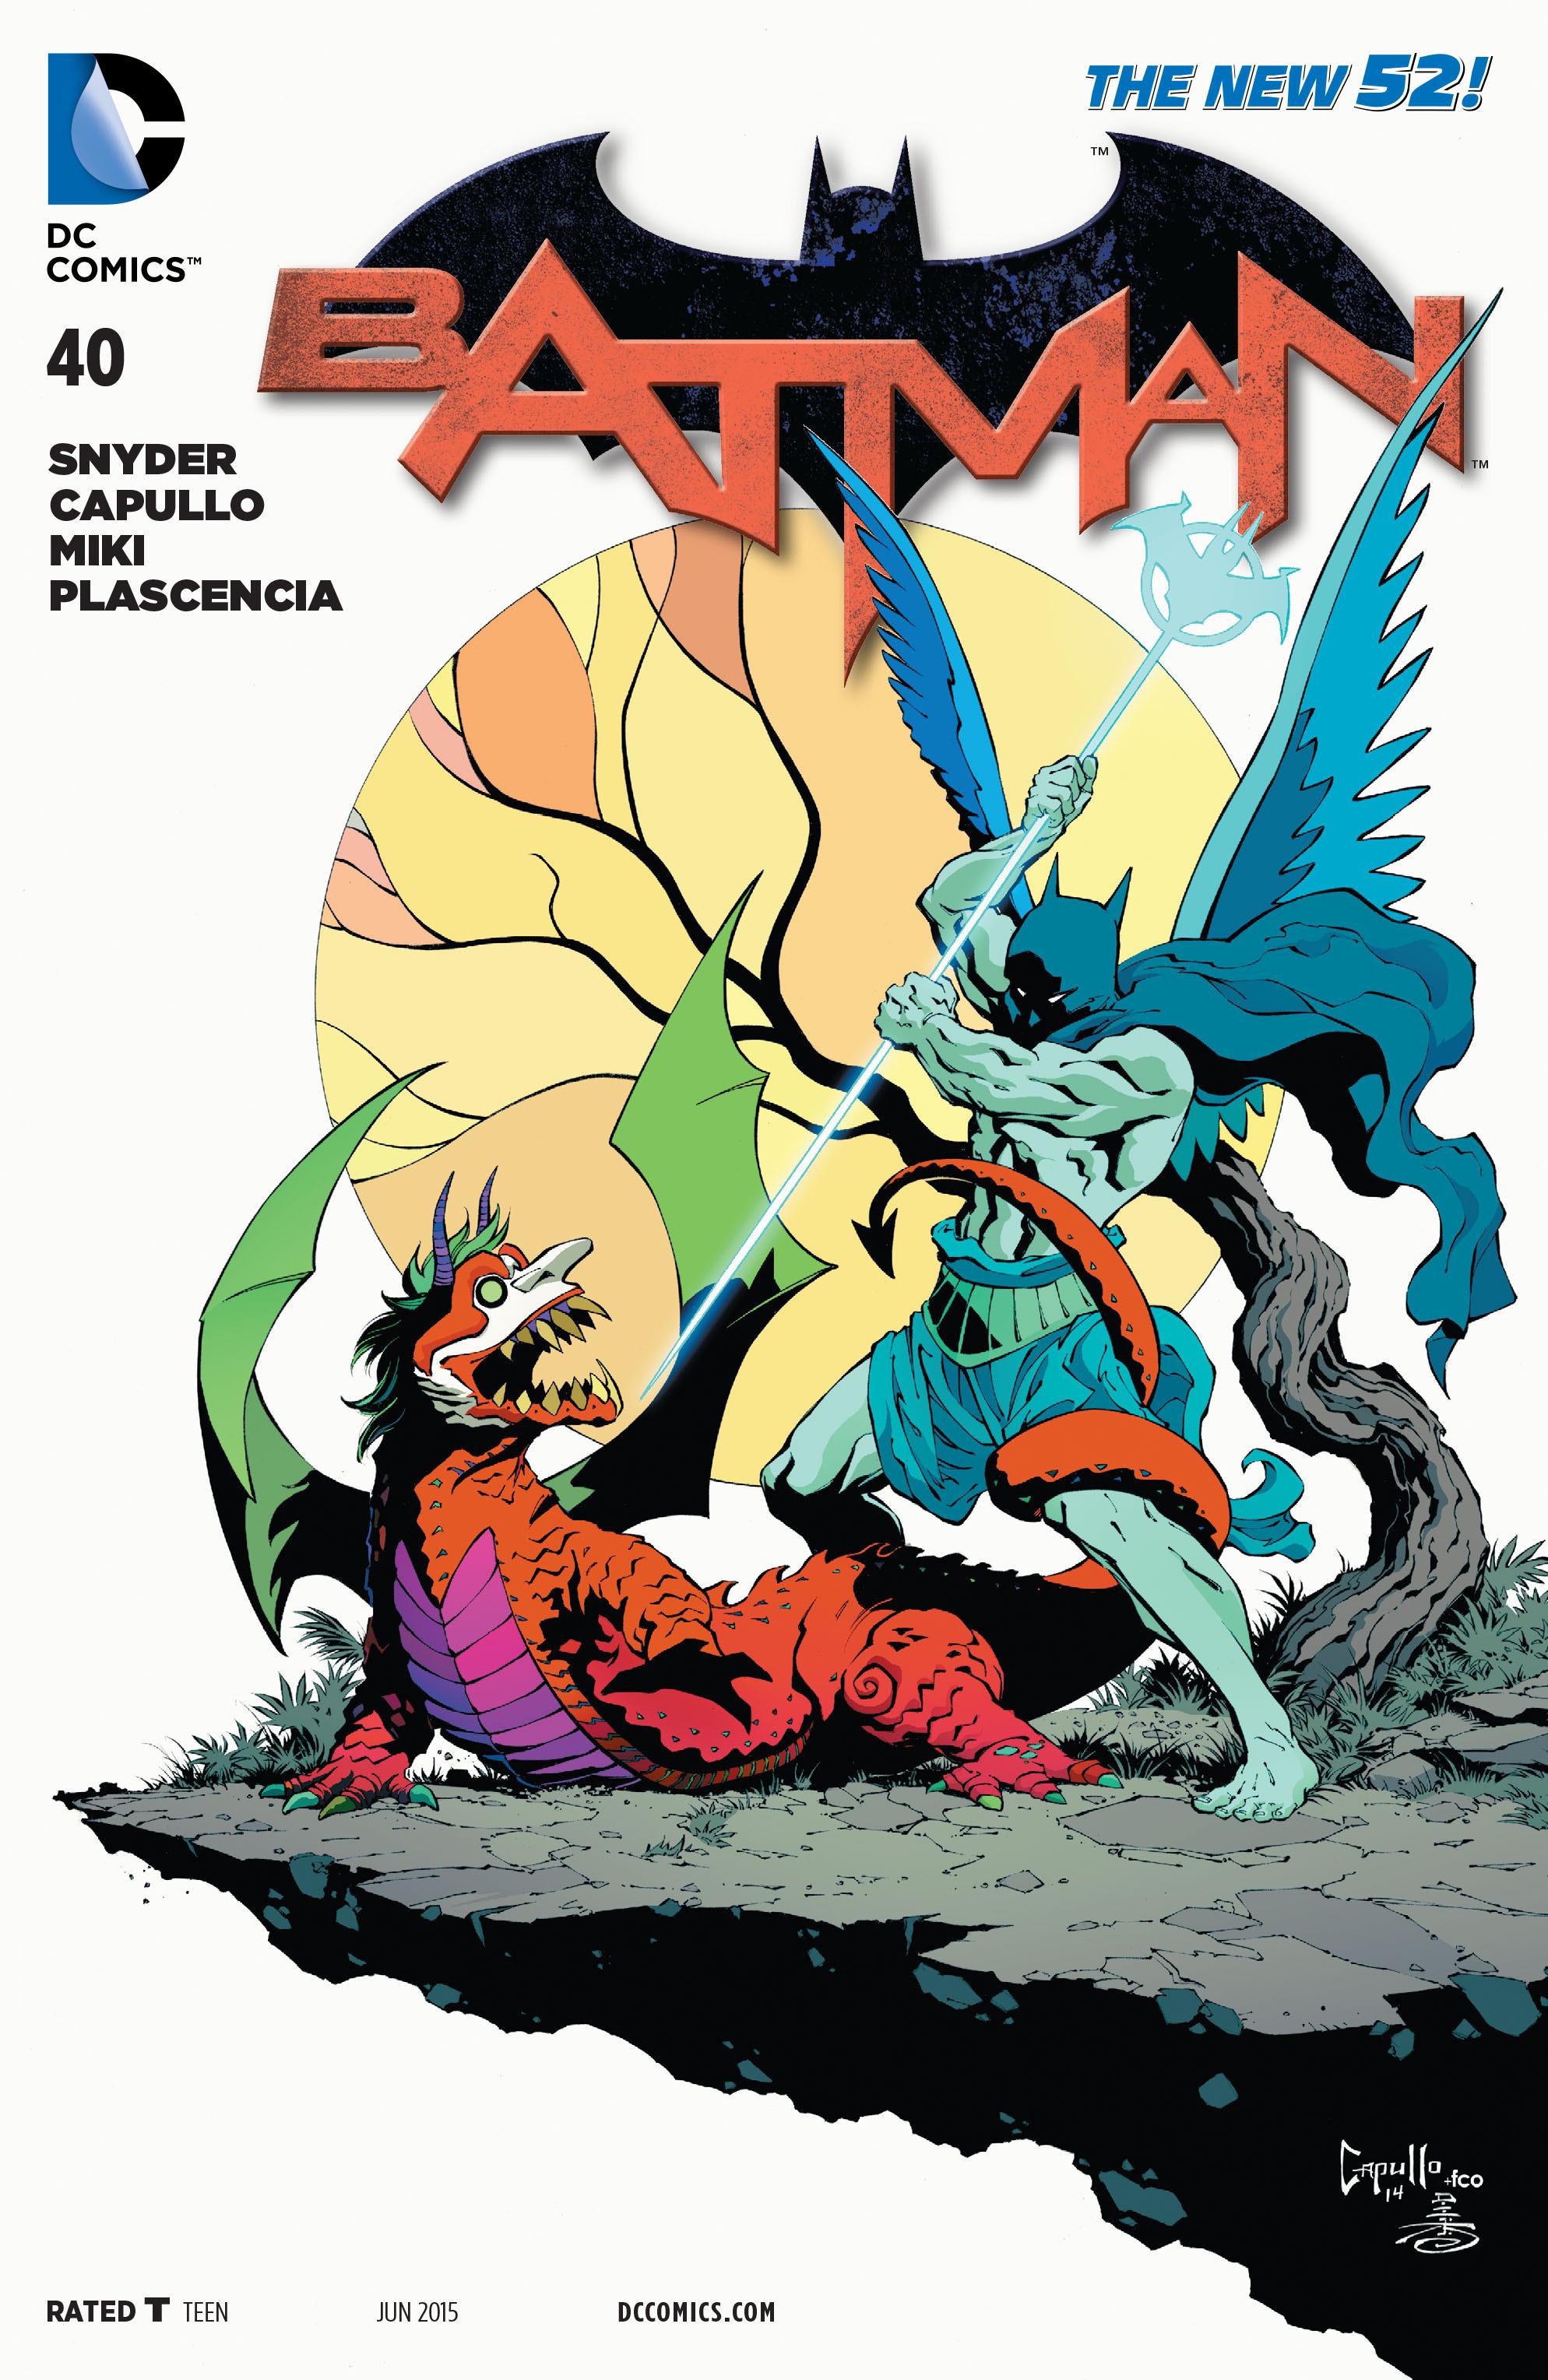 THE NEW 52!
DC
COMICS™
40
BATMAN
™
™
SNYDER
CAPULLO
MIKI
PLASCENCIA
Capullo
+fco
14
RATED T TEEN
JUN 2015
DCCOMICS.COM